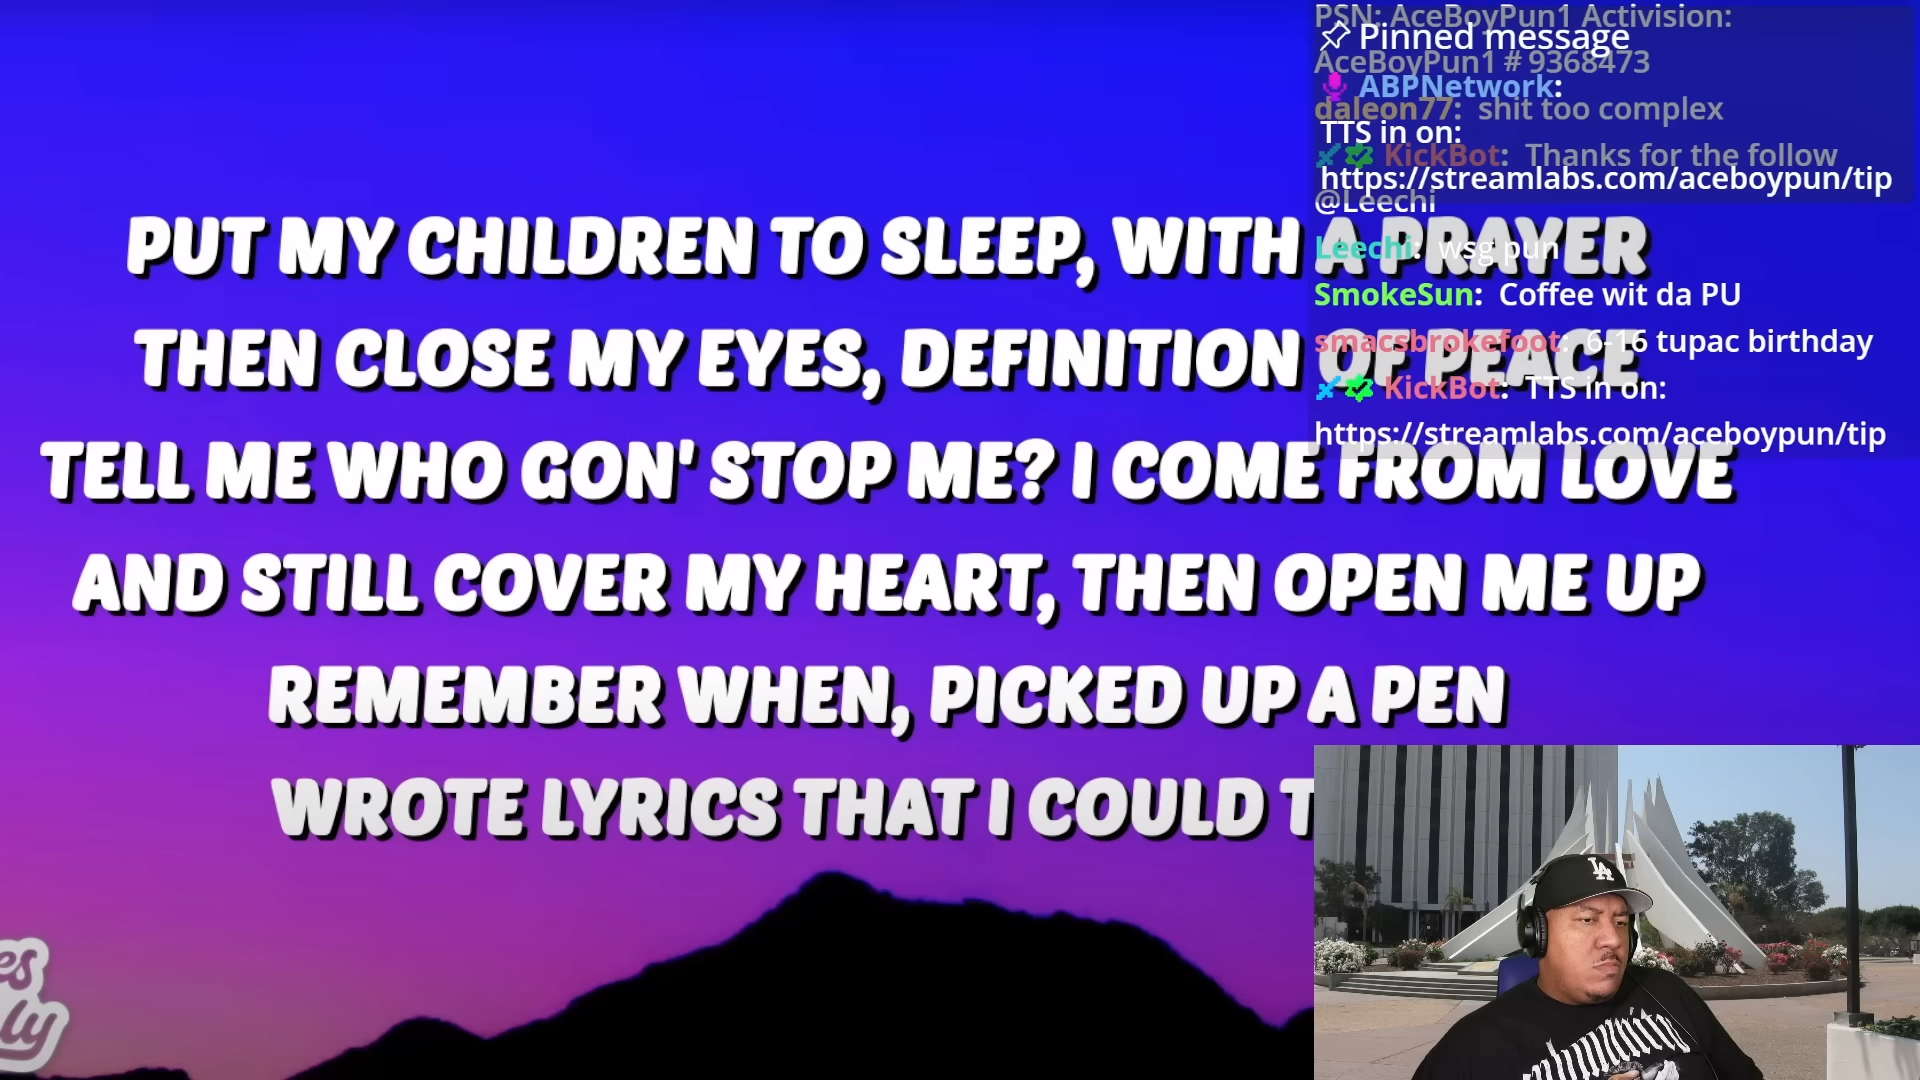 PSN: AceBoyPun1 Activision:
Pinned message
AceBoyPun1 # 9368473
ABPNetwork:
daleon77: shit too complex
TTS in on:
KickBot: Thanks for the follow
https://streamlabs.com/aceboypun/tip
@Leechi
Leechi: wsg pun
SmokeSun: Coffee wit da PU
smacsbrokefoot: 6-16 tupac birthday
KickBot: TTS in on:
https://streamlabs.com/aceboypun/tip
PUT MY CHILDREN TO SLEEP, WITH A PRAYER
THEN CLOSE MY EYES, DEFINITION OF PEACE
TELL ME WHO GON' STOP ME? I COME FROM LOVE
AND STILL COVER MY HEART, THEN OPEN ME UP
REMEMBER WHEN, PICKED UP A PEN
WROTE LYRICS THAT I COULD T
es
ly
LA